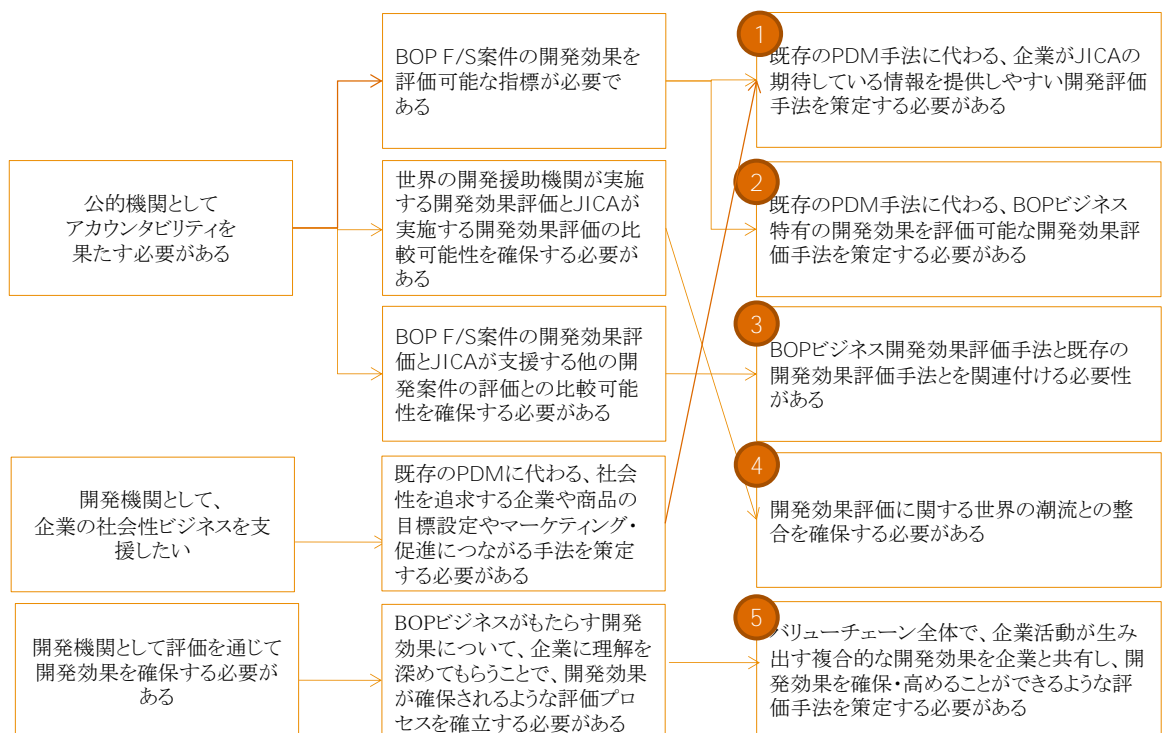 公的機関として
アカウンタビリティを
果たす必要がある
BOP F/S案件の開発効果を
評価可能な指標が必要で
ある
世界の開発援助機関が実施
する開発効果評価とJICAが
実施する開発効果評価の比
較可能性を確保する必要が
ある
BOP F/S案件の開発効果評
価とJICAが支援する他の開
発案件の評価との比較可能
性を確保する必要がある
1
既存のPDM手法に代わる、企業がJICAの
期待している情報を提供しやすい開発評価
手法を策定する必要がある
2
既存のPDM手法に代わる、BOPビジネス
特有の開発効果を評価可能な開発効果評
価手法を策定する必要がある
3
BOPビジネス開発効果評価手法と既存の
開発効果評価手法とを関連付ける必要性
がある
開発機関として、
企業の社会性ビジネスを支
援したい
既存のPDMに代わる、社会
性を追求する企業や商品の
目標設定やマーケティング・
促進につながる手法を策定
する必要がある
4
開発効果評価に関する世界の潮流との整
合を確保する必要がある
開発機関として評価を通じて
開発効果を確保する必要が
ある
BOPビジネスがもたらす開発
効果について、企業に理解を
深めてもらうことで、開発効果
が確保されるような評価プロ
セスを確立する必要がある
5
バリューチェーン全体で、企業活動が生み
出す複合的な開発効果を企業と共有し、開
発効果を確保・高めることができるような評
価手法を策定する必要がある